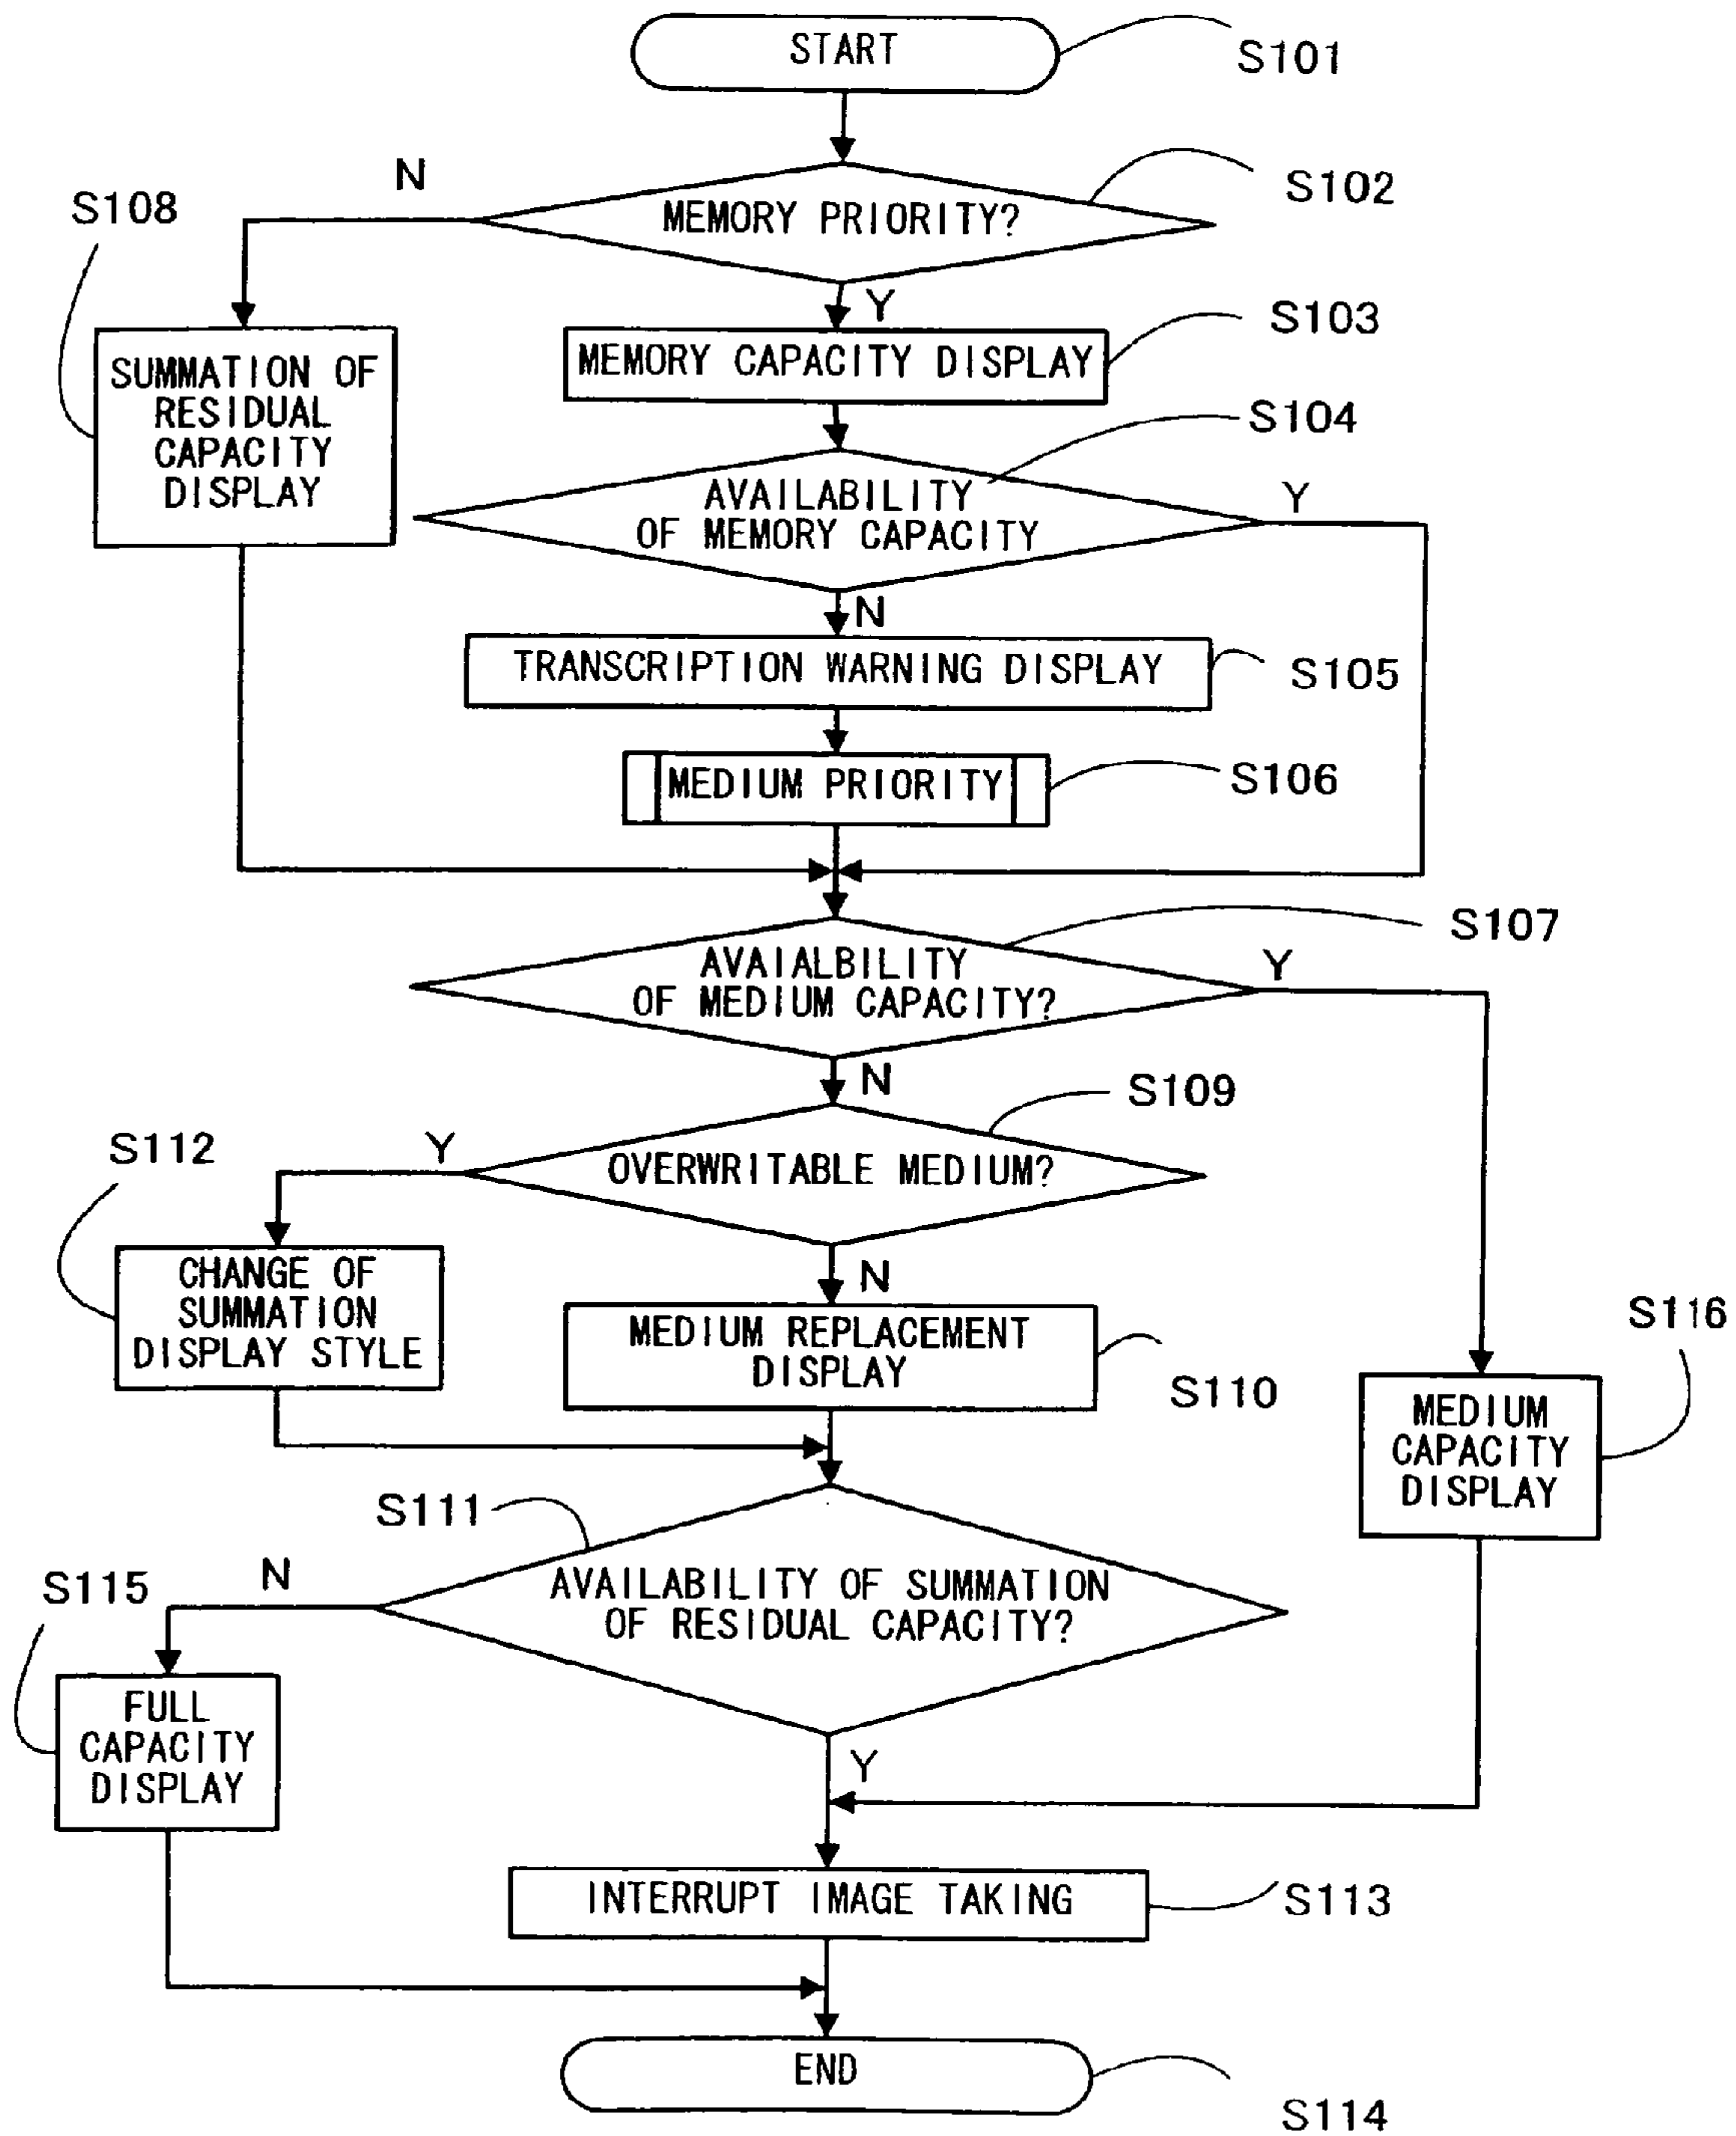 START
S101
N
S102
S108
MEMORY PRIORITY?
Y
S103
MEMORY CAPACITY DISPLAY
SUMMATION OF
RESIDUAL
CAPACITY
DISPLAY
S104
AVAILABILITY
OF MEMORY CAPACITY
Y
N
TRANSCRIPTION WARNING DISPLAY
S105
MEDIUM PRIORITY
S106
S107
AVAIALBILITY
OF MEDIUM CAPACITY?
Y
N
S109
S112
Y
OVERWRITABLE MEDIUM?
CHANGE OF
SUMMATION
DISPLAY STYLE
N
MEDIUM REPLACEMENT
DISPLAY
S110
S116
MEDIUM
CAPACITY
DISPLAY
S111
N
S115
AVAILABILITY OF SUMMATION
OF RESIDUAL CAPACITY?
FULL
CAPACITY
DISPLAY
Y
INTERRUPT IMAGE TAKING
S113
END
S114